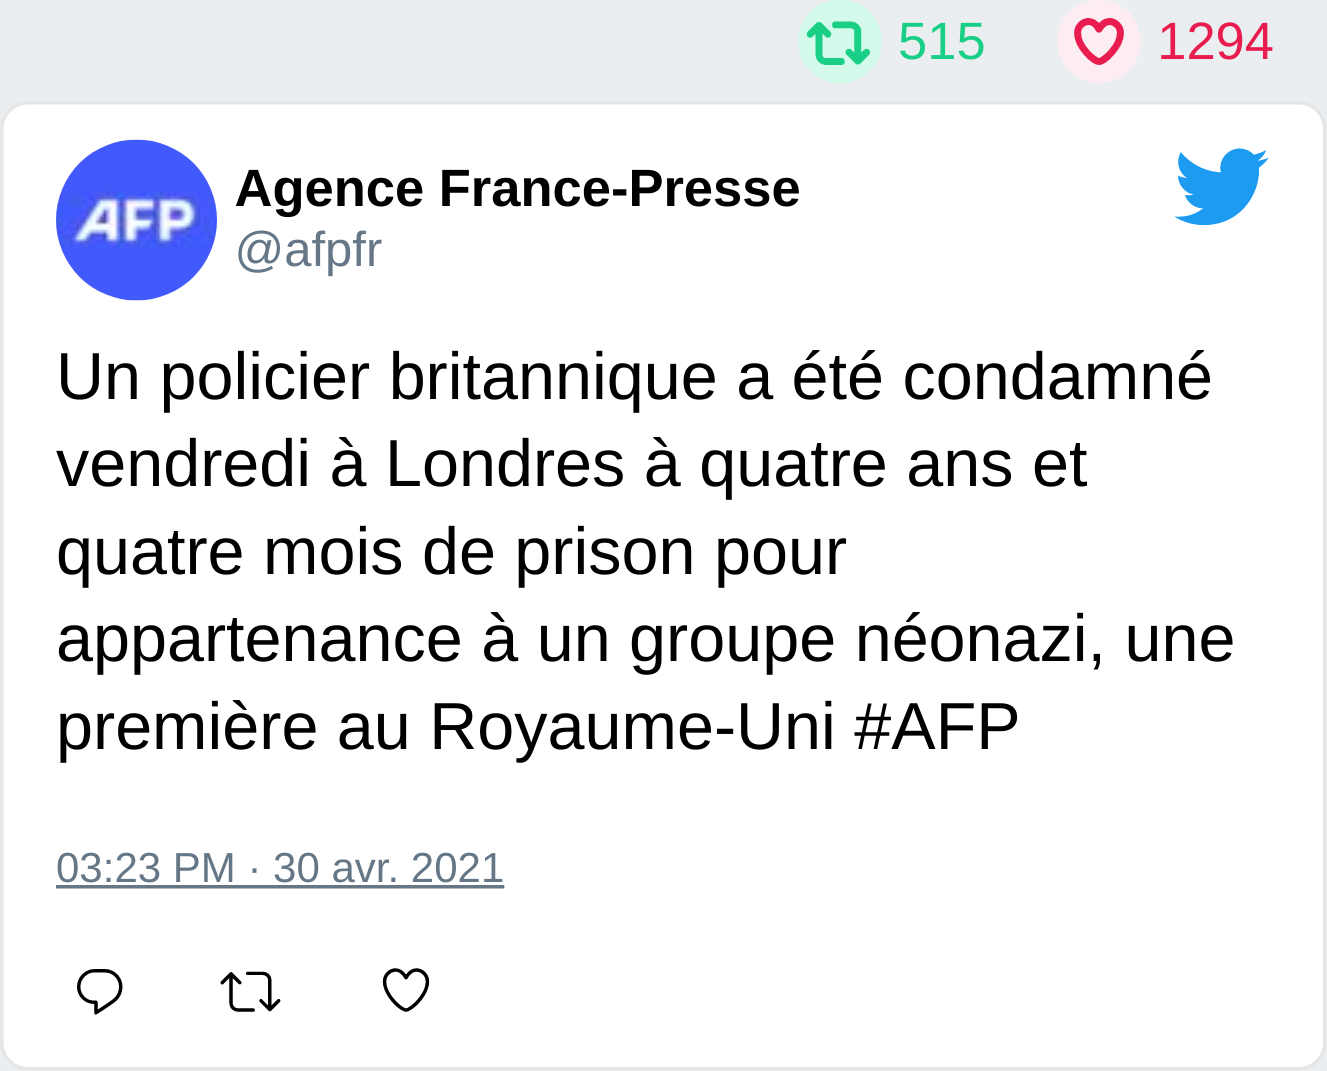 515 1294
AFP
Agence France-Presse
@afpfr
Un policier britannique a été condamné
vendredi à Londres à quatre ans et
quatre mois de prison pour
appartenance à un groupe néonazi, une
première au Royaume-Uni #AFP
03:23 PM · 30 avr. 2021